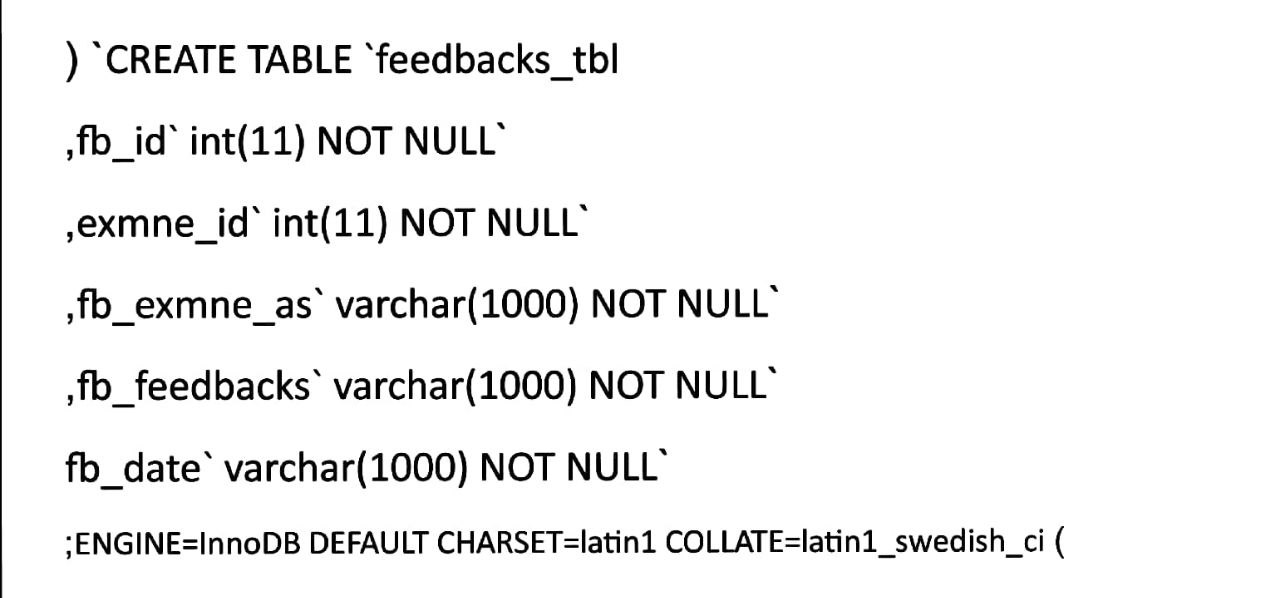 ) `CREATE TABLE `feedbacks_tbl
,fb_id` int(11) NOT NULL`
,exmne_id` int(11) NOT NULL`
,fb_exmne_as` varchar(1000) NOT NULL`
,fb_feedbacks` varchar(1000) NOT NULL`
fb_date` varchar(1000) NOT NULL`
;ENGINE=InnoDB DEFAULT CHARSET=latin1 COLLATE=latin1_swedish_ci (